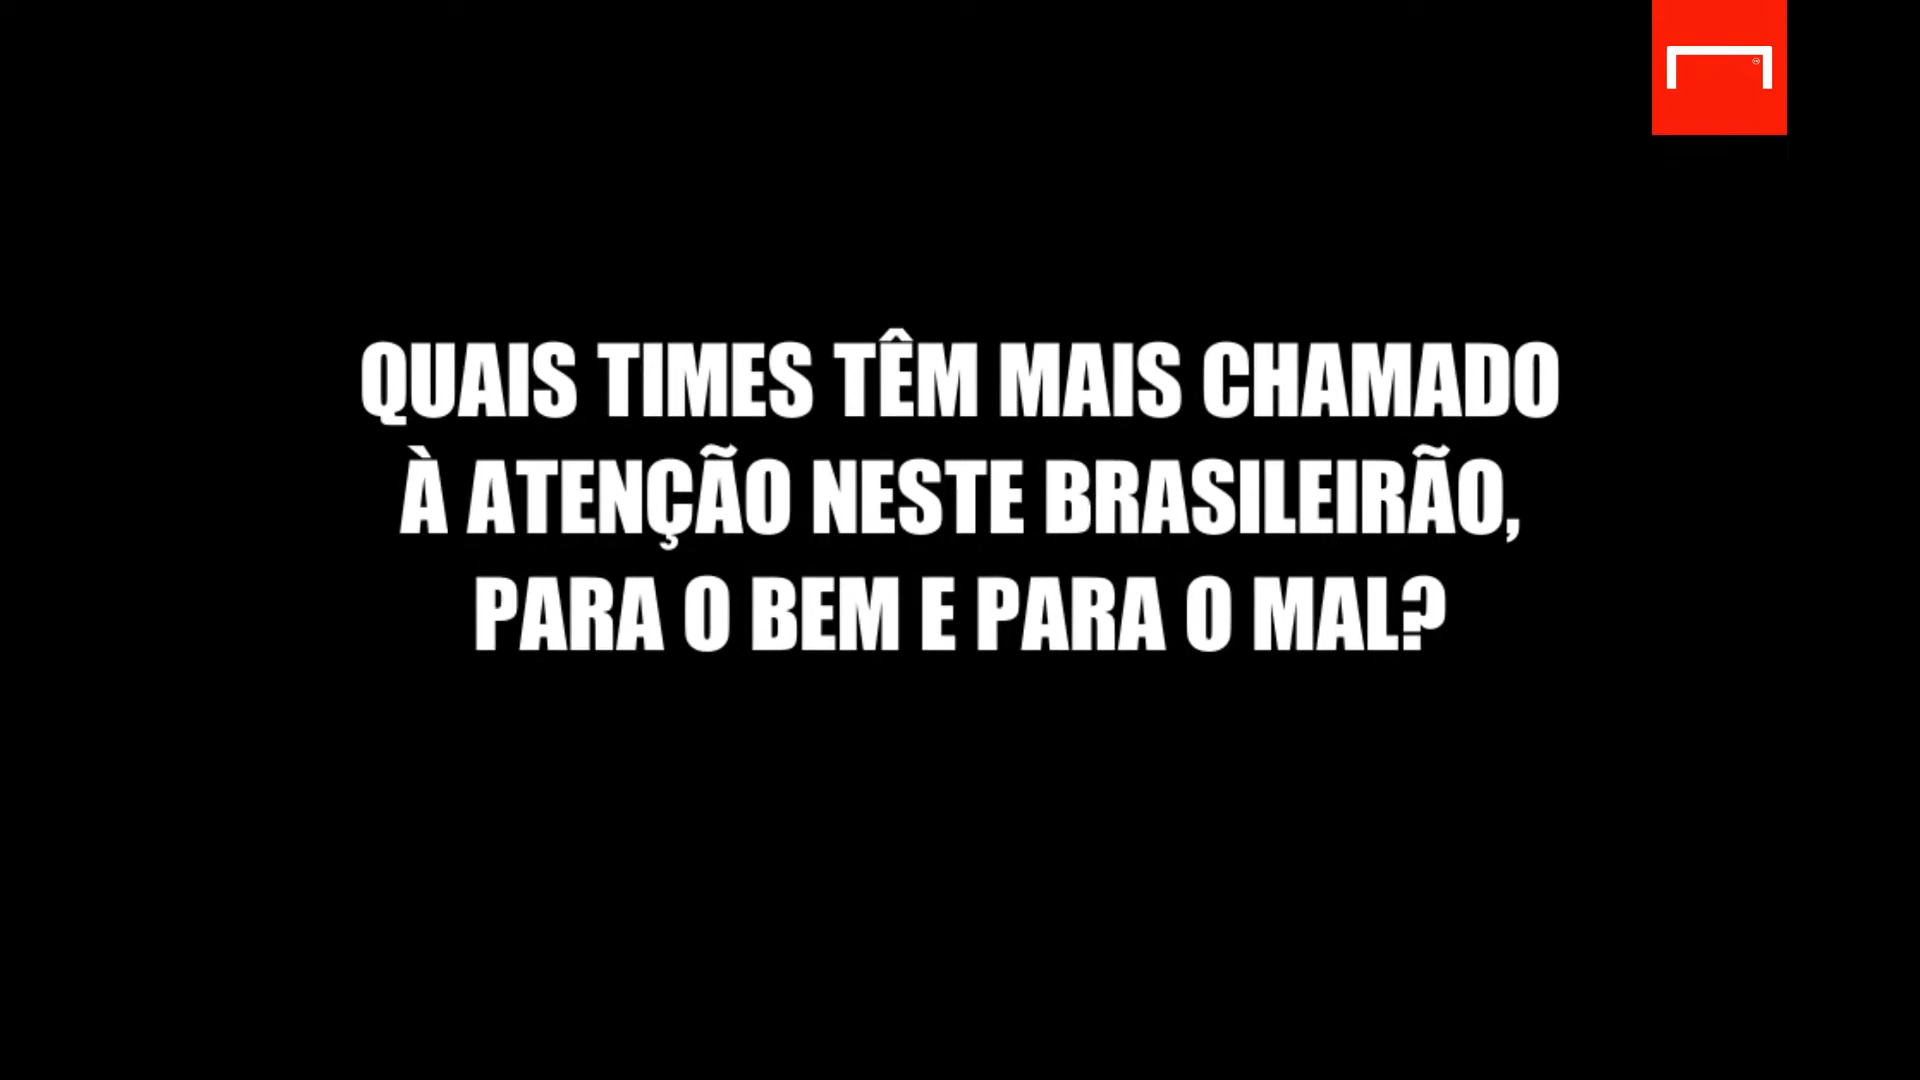 QUAIS TIMES TÊM MAIS CHAMADO
À ATENÇÃO NESTE BRASILEIRÃO,
PARA O BEM E PARA O MAL?